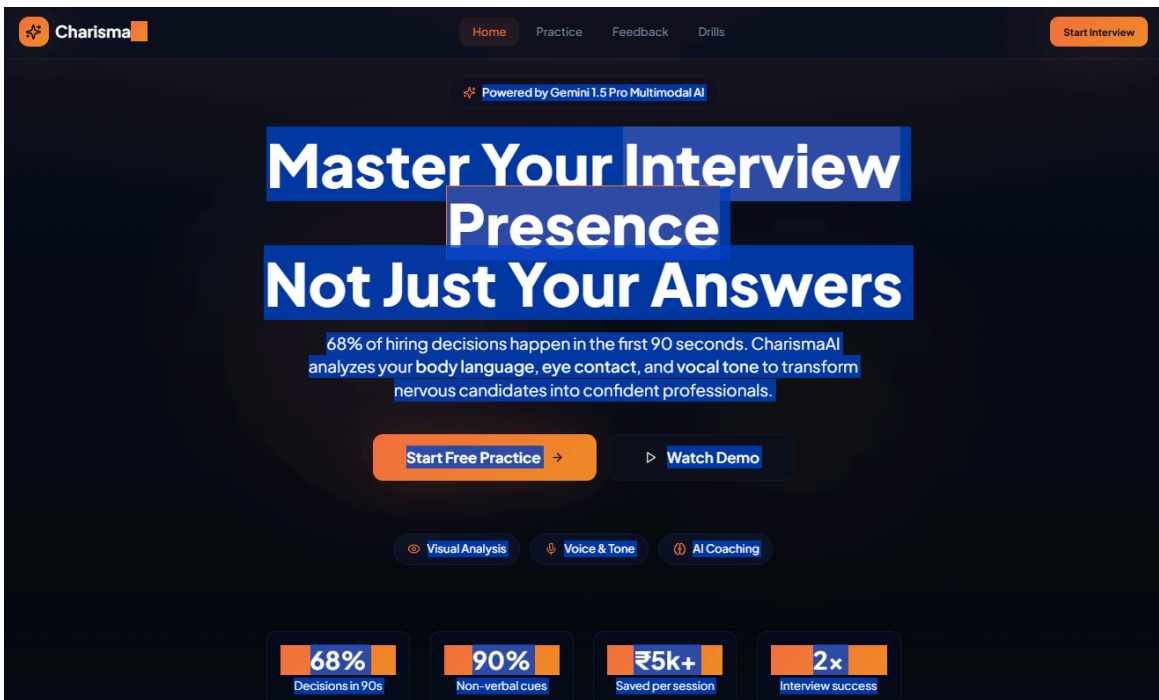 Charisma
Home Practice Feedback Drills
Start Interview
Powered by Gemini 1.5 Pro Multimodal AI
Master Your Interview
Presence
Not Just Your Answers
68% of hiring decisions happen in the first 90 seconds. CharismaAI
analyzes your body language, eye contact, and vocal tone to transform
nervous candidates into confident professionals.
Start Free Practice →
Watch Demo
Visual Analysis
Voice & Tone
AI Coaching
68%
Decisions in 90s
90%
Non-verbal cues
₹5k+
Saved per session
2×
Interview success